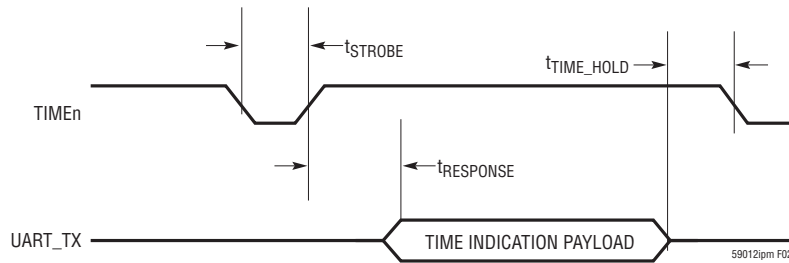 tSTROBE
tTIME_HOLD
TIMEn
tRESPONSE
UART_TX
TIME INDICATION PAYLOAD
59012ipm F02